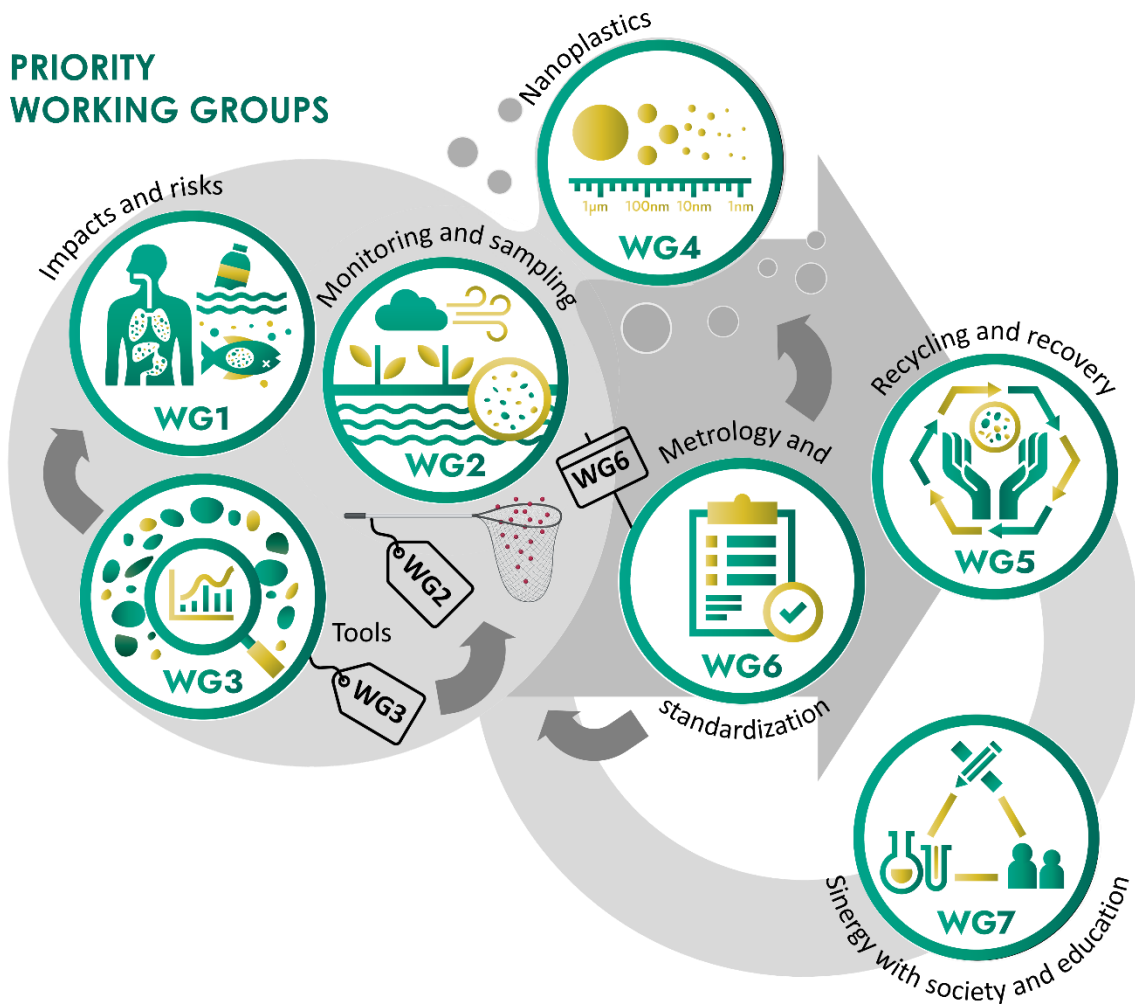 PRIORITY
WORKING GROUPS
Impacts and risks
WG1
Monitoring and sampling
WG2
Nanoplastics
1µm 100nm 10nm 1nm
WG4
Tools
WG3
WG2
WG3
WG6
Metrology and
standardization
WG6
Recycling and recovery
WG5
Sinergy with society and education
WG7